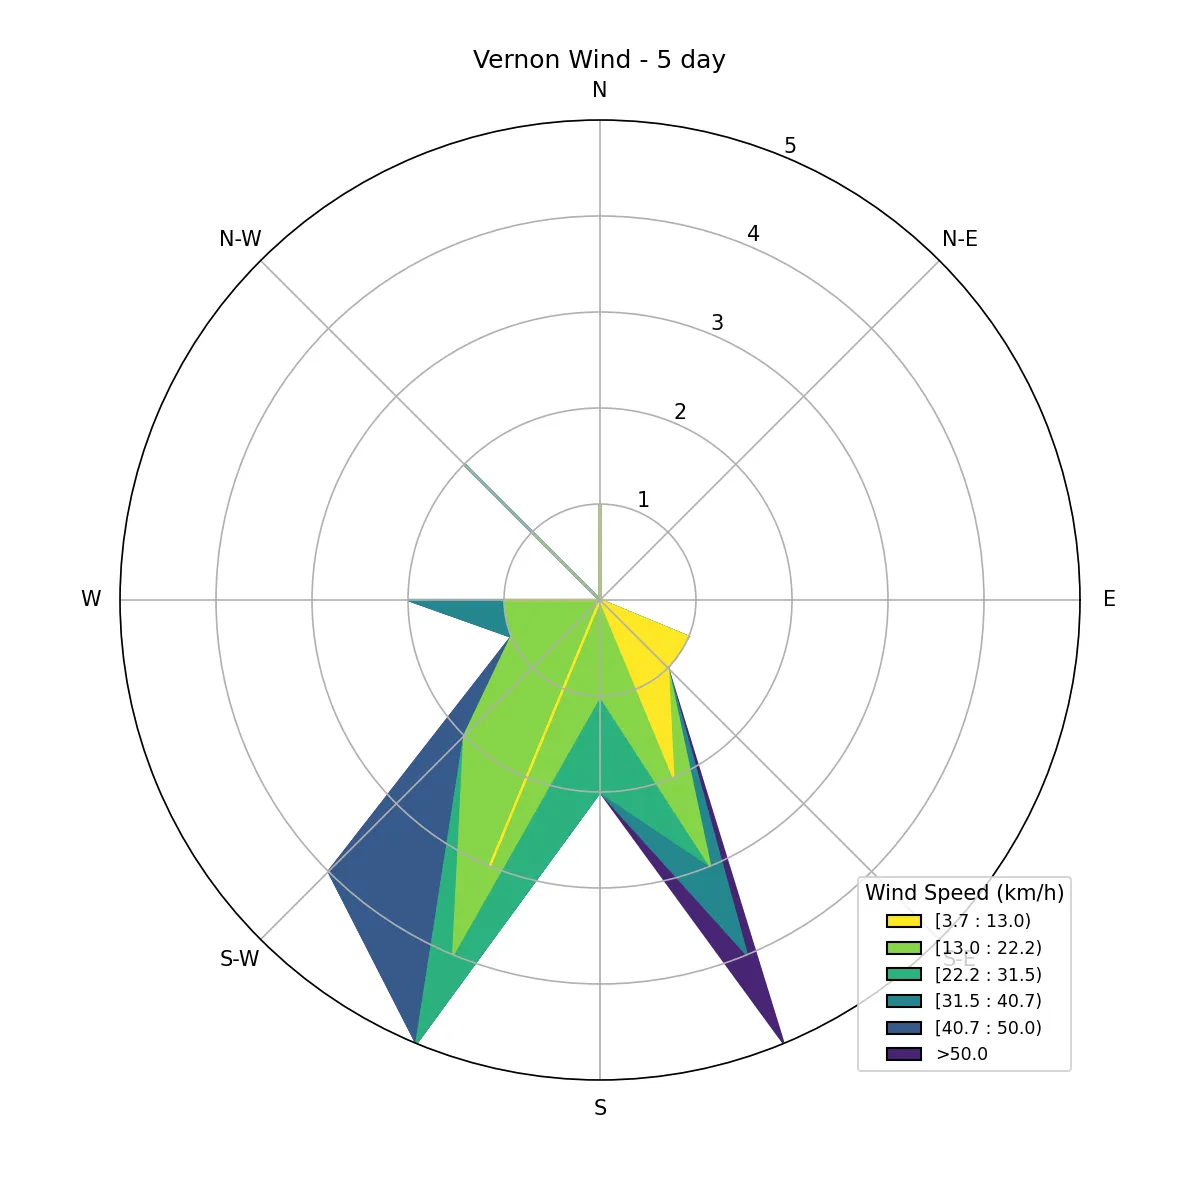 Vernon Wind - 5 day
N
5
N-W
N-E
4
3
2
1
W
E
S-W
S-E
S
Wind Speed (km/h)
[3.7 : 13.0)
[13.0 : 22.2)
[22.2 : 31.5)
[31.5 : 40.7)
[40.7 : 50.0)
>50.0